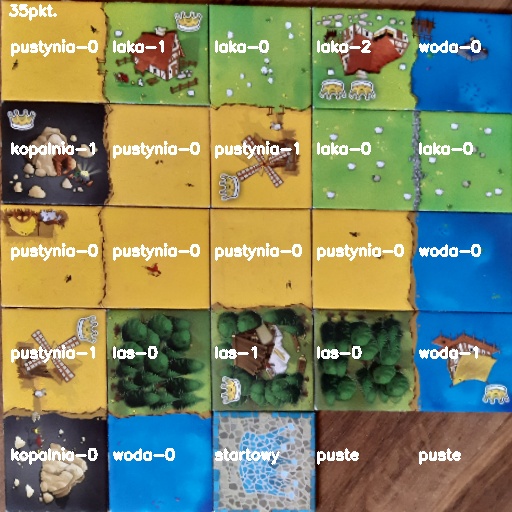 35pkt.
pustynia-0 laka-1 laka-0 laka-2 woda-0
kopalnia-1 pustynia-0 pustynia-1 laka-0 laka-0
pustynia-0 pustynia-0 pustynia-0 pustynia-0 woda-0
pustynia-1 las-0 las-1 las-0 woda-1
kopalnia-0 woda-0 startowy puste puste